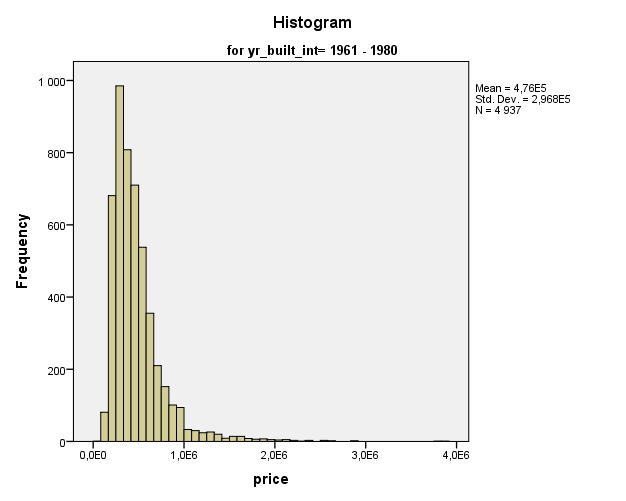 Histogram
for yr_built_int= 1961 - 1980
Mean = 4,76E5
Std. Dev. = 2,968E5
N = 4 937
Frequency
1 000
800
600
400
200
0
0,0E0 1,0E6 2,0E6 3,0E6 4,0E6
price